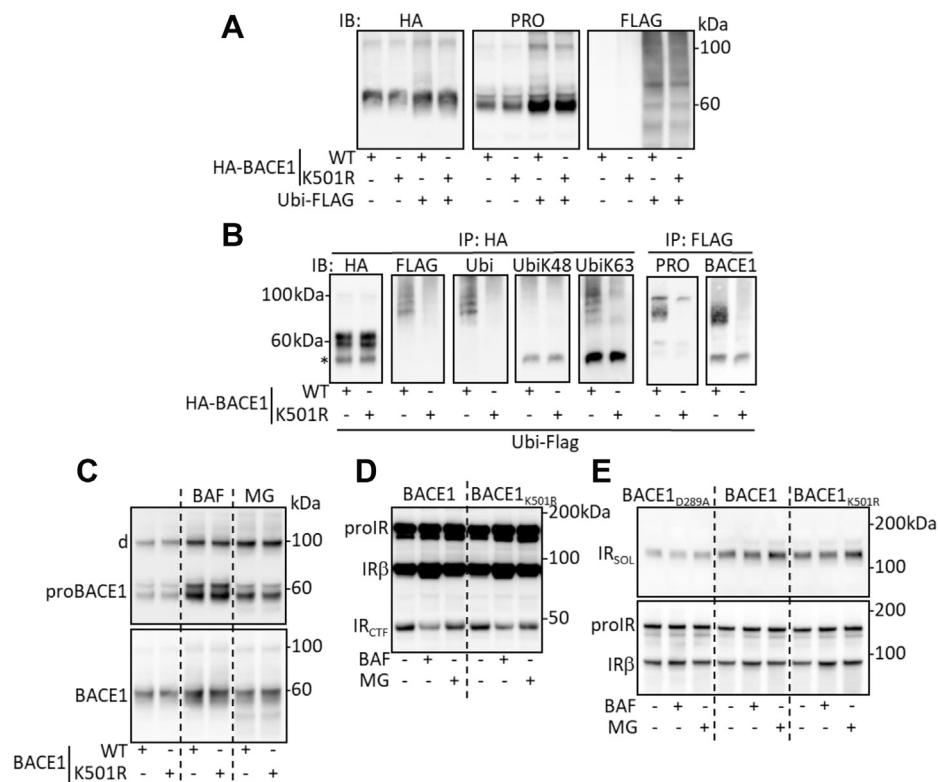 A
IB: HA PRO FLAG kDa
-100
-60
HA-BACE1 WT + - + - + - + - + - + -
K501R - + - + - + - + - + - +
Ubi-FLAG - - + + - - + + - - + +
B
IP: HA IP: FLAG
IB: HA FLAG Ubi UbiK48 UbiK63 PRO BACE1
100kDa-
60kDa-
*
HA-BACE1 WT + - + - + - + - + - + - + -
K501R - + - + - + - + - + - + - +
Ubi-Flag
C
BAF MG kDa
d -100
proBACE1 -60
-100
BACE1 -60
BACE1 WT + - + - + -
K501R - + - + - +
D
BACE1 BACE1K501R
-200kDa
proIR
-100
IRβ
-50
IRCTF
BAF - + - - + -
MG - - + - - +
E
BACE1D289A BACE1 BACE1K501R
-200kDa
IRSOL
-100
-200
proIR
-100
IRβ
BAF - + - - + - - + -
MG - - + - - + - - +